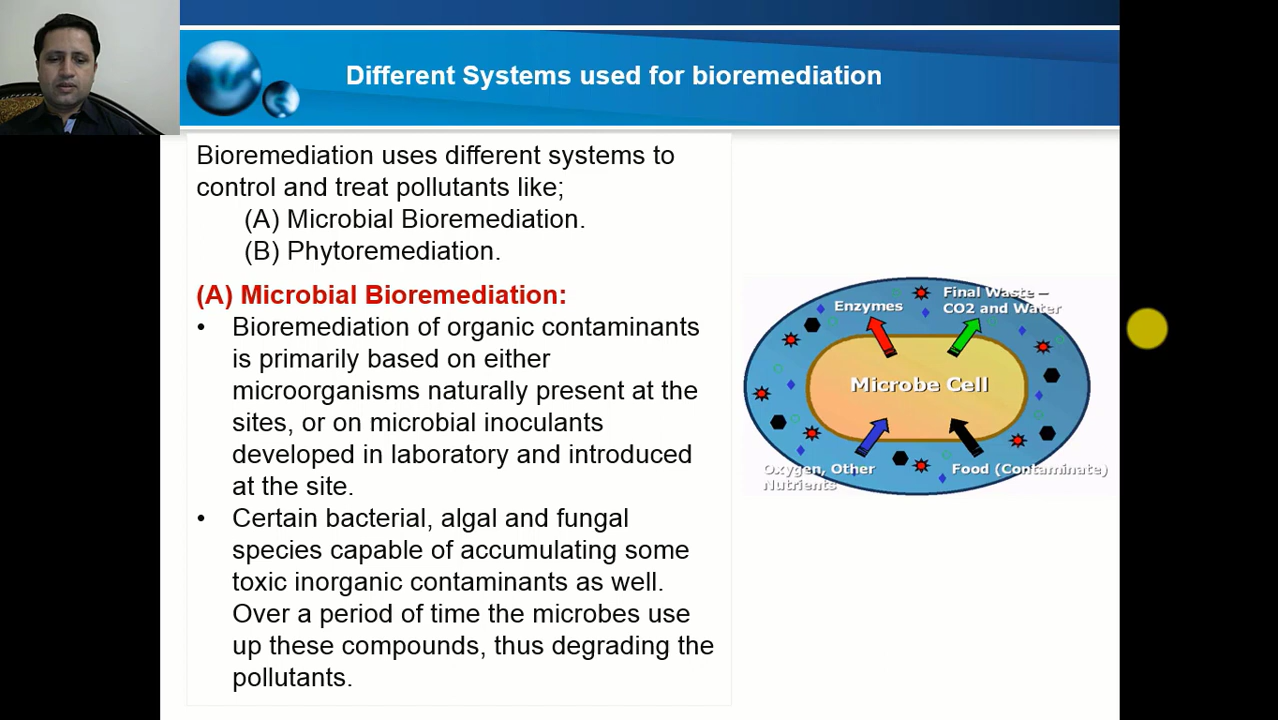 Different Systems used for bioremediation
Bioremediation uses different systems to
control and treat pollutants like;
(A) Microbial Bioremediation.
(B) Phytoremediation.
(A) Microbial Bioremediation:
• Bioremediation of organic contaminants
is primarily based on either
microorganisms naturally present at the
sites, or on microbial inoculants
developed in laboratory and introduced
at the site.
• Certain bacterial, algal and fungal
species capable of accumulating some
toxic inorganic contaminants as well.
Over a period of time the microbes use
up these compounds, thus degrading the
pollutants.
Enzymes
Final Waste –
CO2 and Water
Microbe Cell
Oxygen, Other
Nutrients
Food (Contaminate)